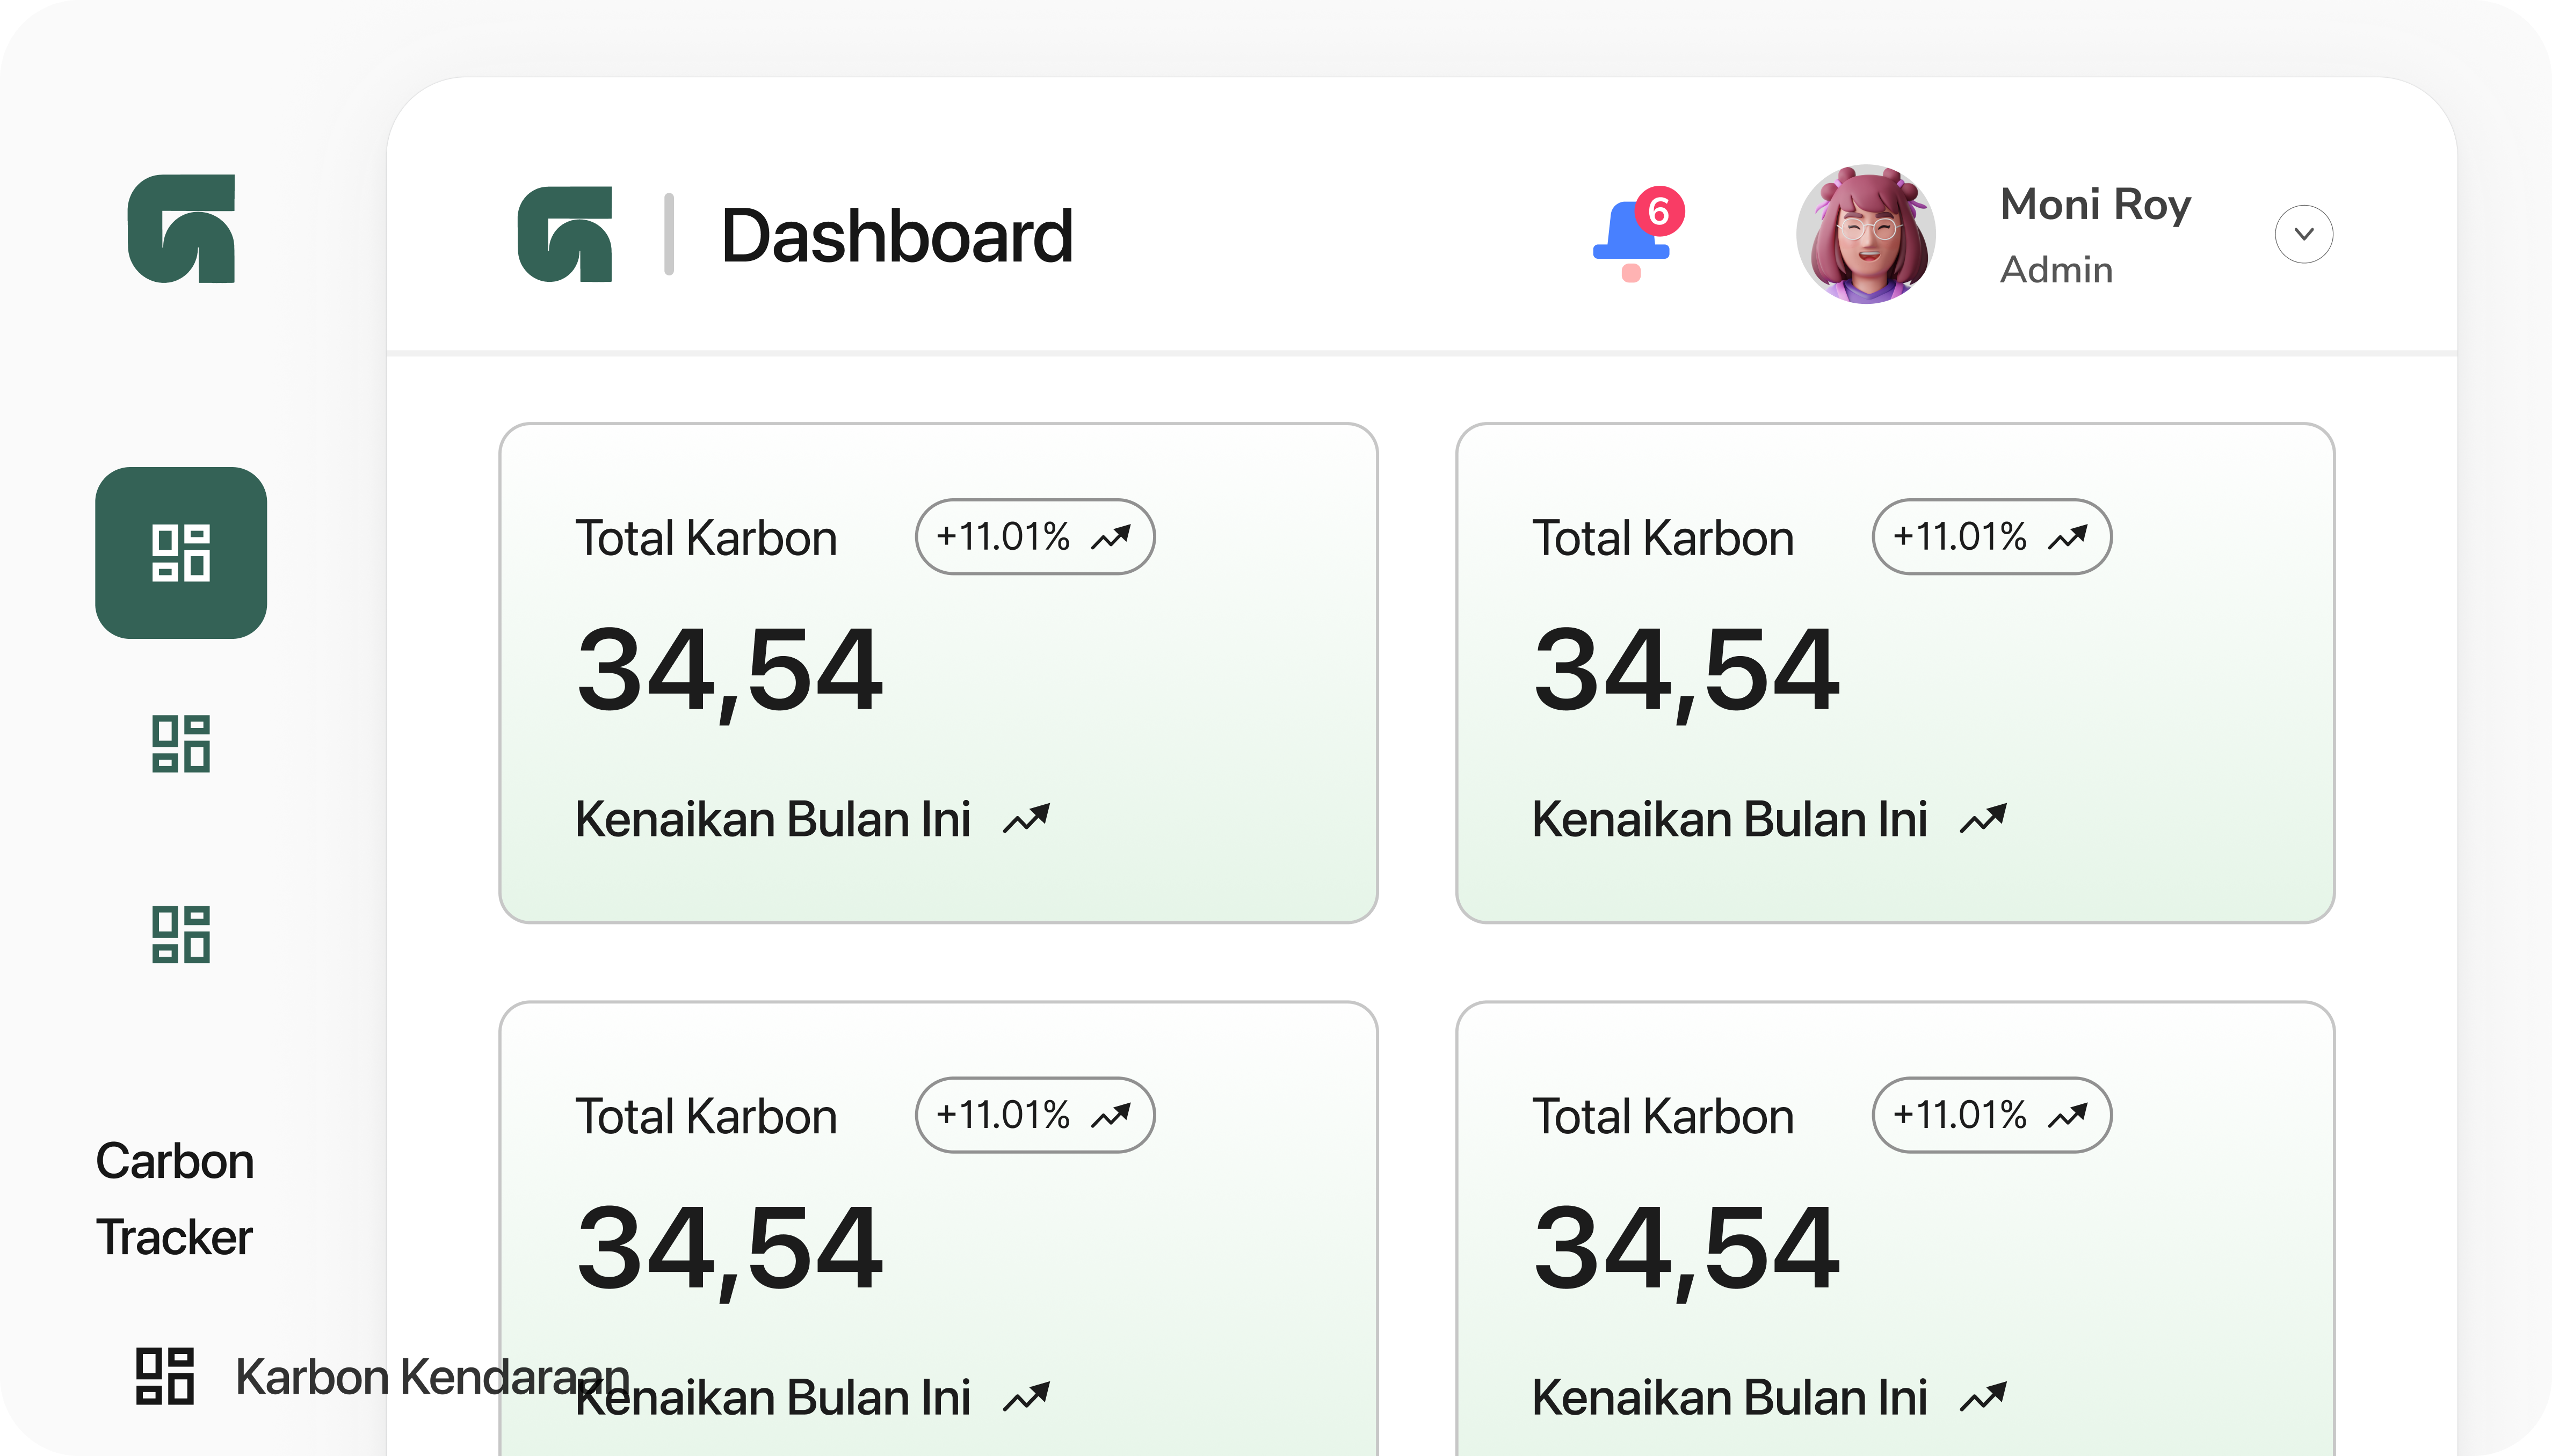 Dashboard
6
Moni Roy
Admin
Total Karbon +11.01%
34,54
Kenaikan Bulan Ini
Total Karbon +11.01%
34,54
Kenaikan Bulan Ini
Total Karbon +11.01%
34,54
Kenaikan Bulan Ini
Total Karbon +11.01%
34,54
Kenaikan Bulan Ini
Carbon
Tracker
Karbon Kendaraan